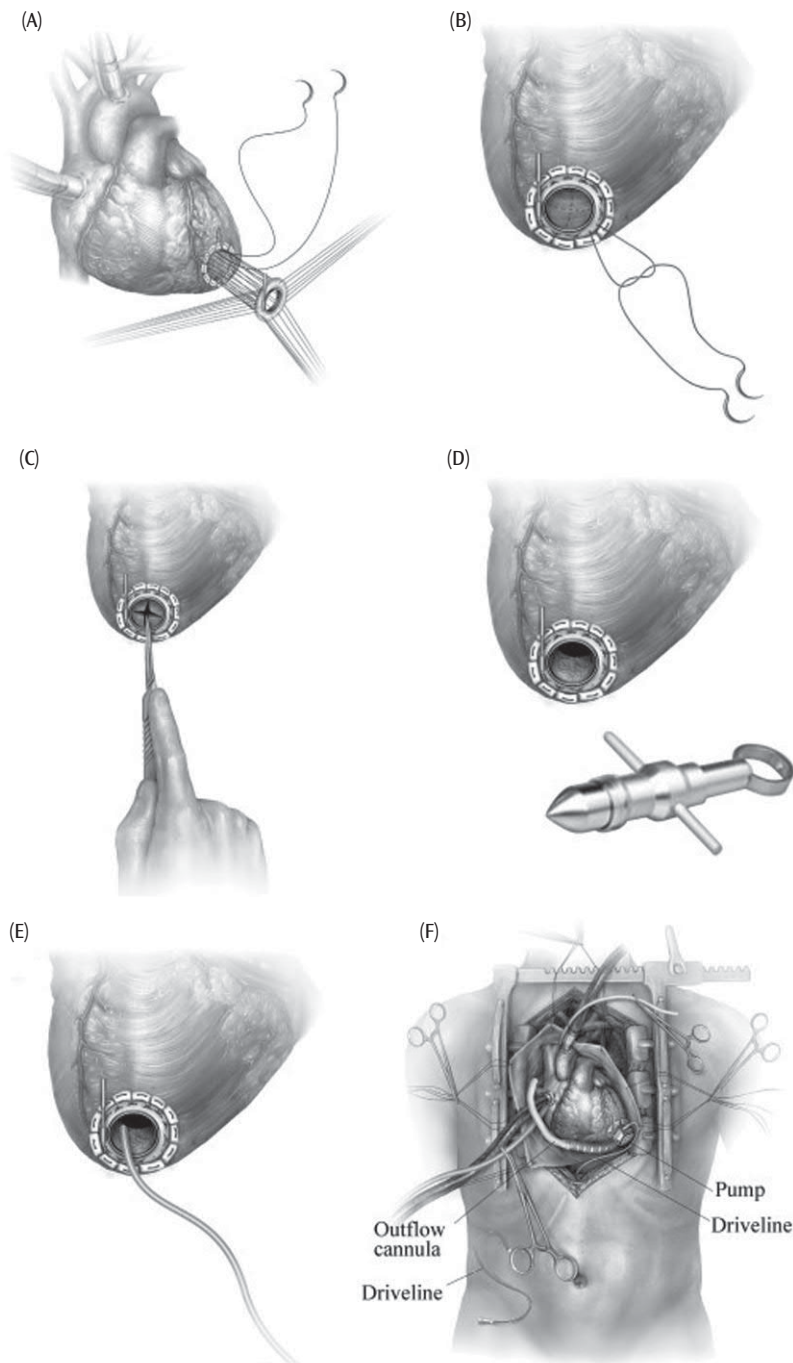 (A)
(B)
(C)
(D)
(E)
(F)
Pump
Outflow
cannula
Driveline
Driveline